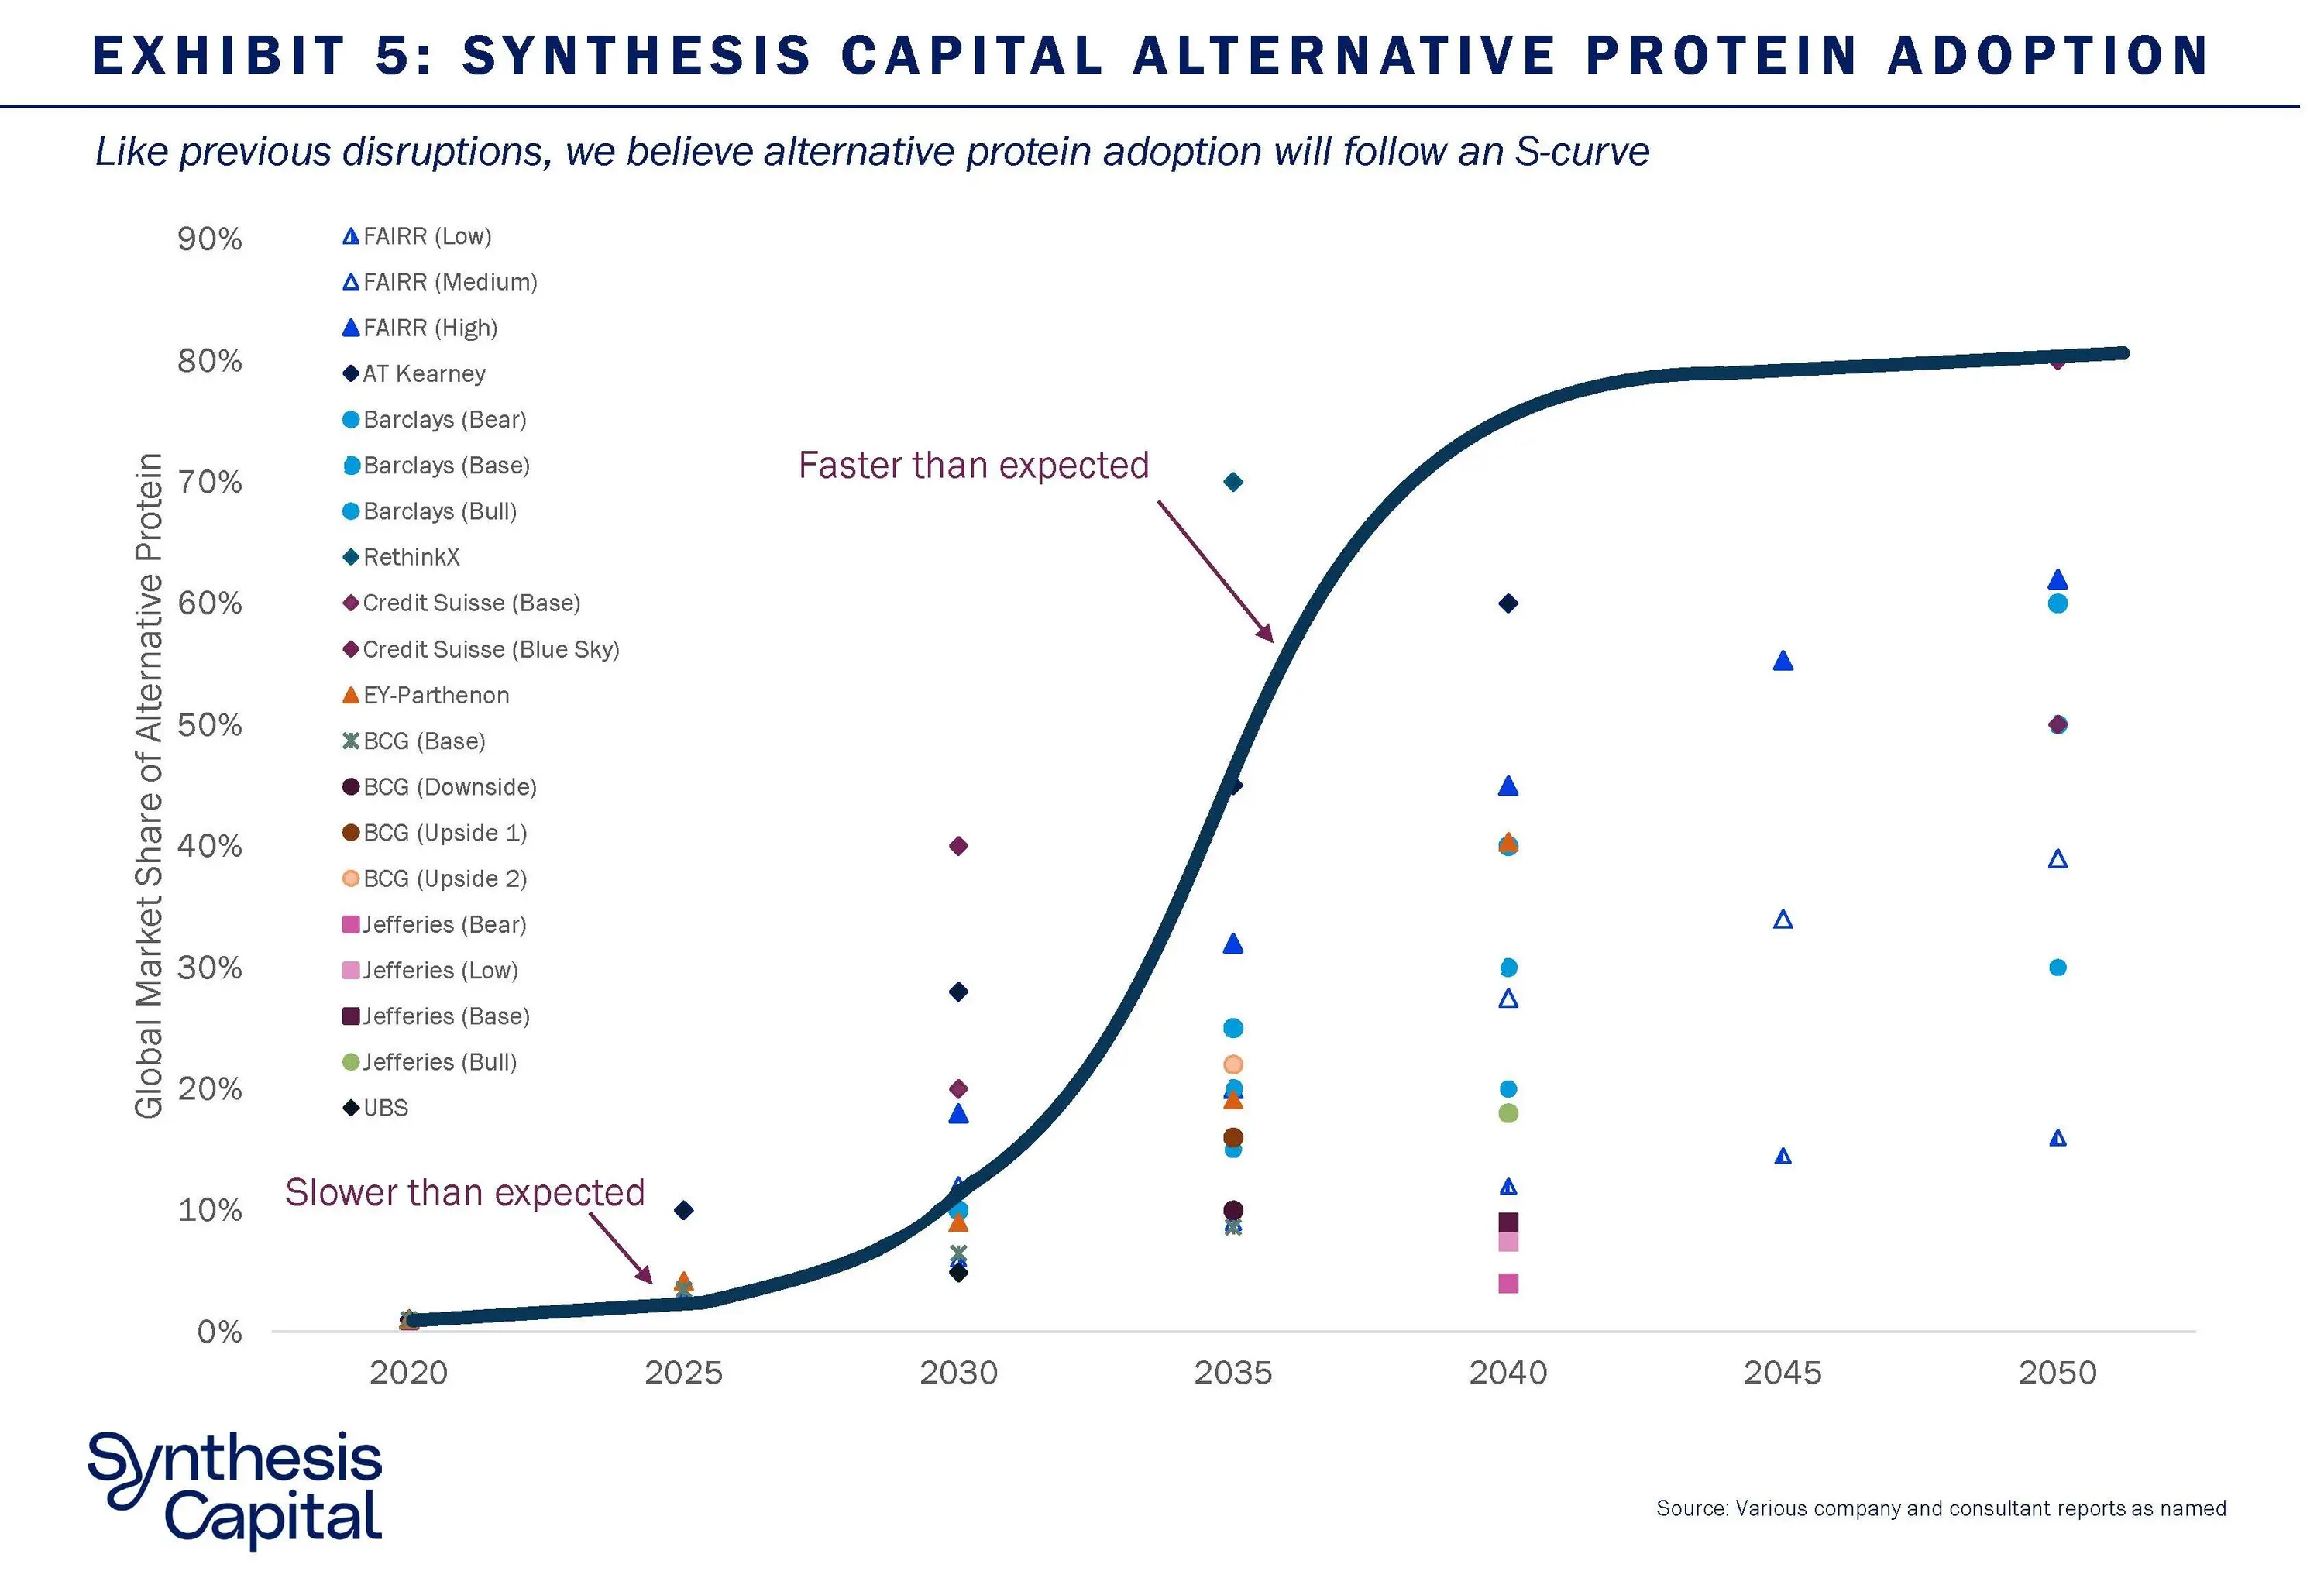 EXHIBIT 5: SYNTHESIS CAPITAL ALTERNATIVE PROTEIN ADOPTION
Like previous disruptions, we believe alternative protein adoption will follow an S-curve
Global Market Share of Alternative Protein
90%
80%
70%
60%
50%
40%
30%
20%
10%
0%
FAIRR (Low)
FAIRR (Medium)
FAIRR (High)
AT Kearney
Barclays (Bear)
Barclays (Base)
Barclays (Bull)
RethinkX
Credit Suisse (Base)
Credit Suisse (Blue Sky)
EY-Parthenon
BCG (Base)
BCG (Downside)
BCG (Upside 1)
BCG (Upside 2)
Jefferies (Bear)
Jefferies (Low)
Jefferies (Base)
Jefferies (Bull)
UBS
Faster than expected
Slower than expected
2020 2025 2030 2035 2040 2045 2050
Synthesis
Capital
Source: Various company and consultant reports as named